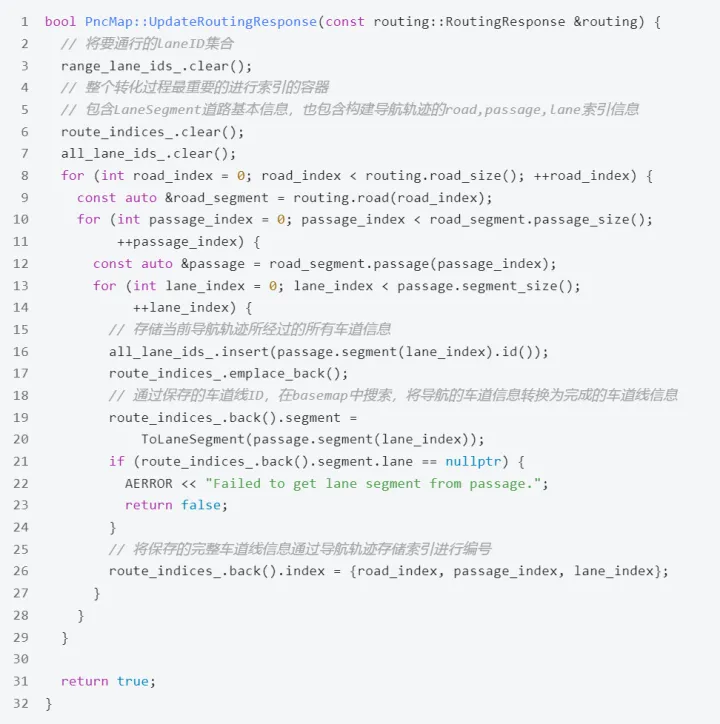 1 bool PncMap::UpdateRoutingResponse(const routing::RoutingResponse &routing) {
2   // 将要通行的LaneID集合
3   range_lane_ids_.clear();
4   // 整个转化过程最重要的进行索引的容器
5   // 包含LaneSegment道路基本信息，也包含构建导航轨迹的road,passage,lane索引信息
6   route_indices_.clear();
7   all_lane_ids_.clear();
8   for (int road_index = 0; road_index < routing.road_size(); ++road_index) {
9     const auto &road_segment = routing.road(road_index);
10     for (int passage_index = 0; passage_index < road_segment.passage_size();
11          ++passage_index) {
12       const auto &passage = road_segment.passage(passage_index);
13       for (int lane_index = 0; lane_index < passage.segment_size();
14            ++lane_index) {
15         // 存储当前导航轨迹所经过的所有车道信息
16         all_lane_ids_.insert(passage.segment(lane_index).id());
17         route_indices_.emplace_back();
18         // 通过保存的车道线ID，在basemap中搜索，将导航的车道信息转换为完成的车道线信息
19         route_indices_.back().segment =
20             ToLaneSegment(passage.segment(lane_index));
21         if (route_indices_.back().segment.lane == nullptr) {
22           AERROR << "Failed to get lane segment from passage.";
23           return false;
24         }
25         // 将保存的完整车道线信息通过导航轨迹存储索引进行编号
26         route_indices_.back().index = {road_index, passage_index, lane_index};
27       }
28     }
29   }
30
31   return true;
32 }